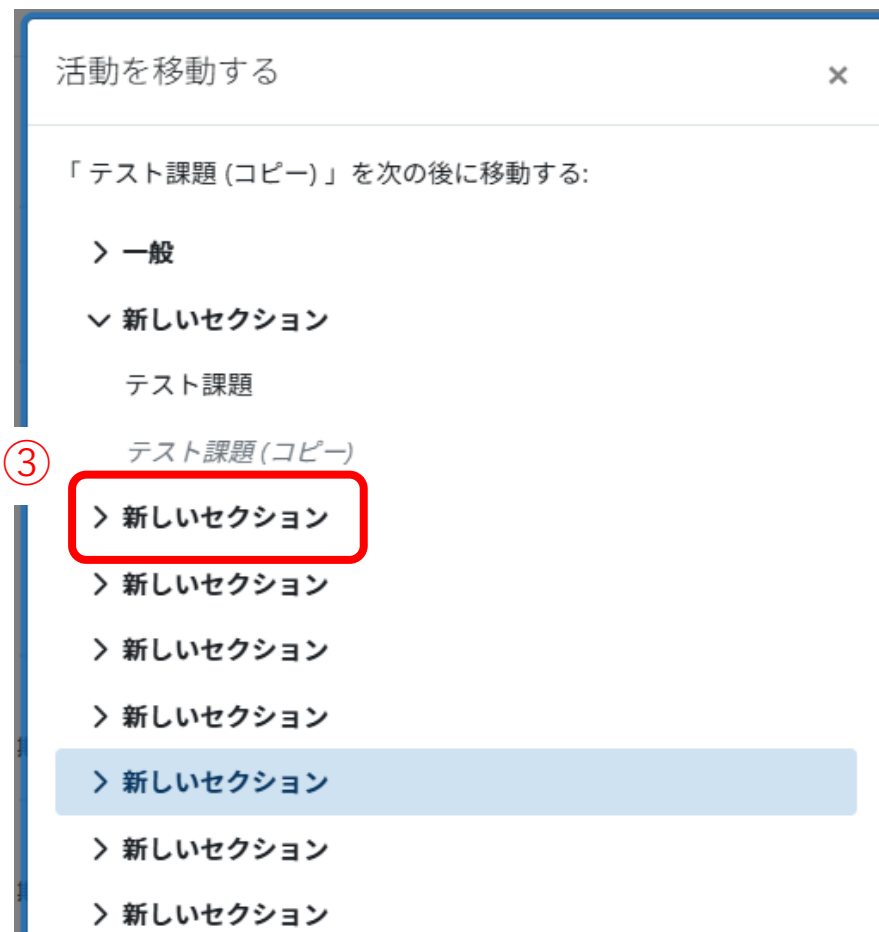 活動を移動する
×
「 テスト課題 (コピー) 」を次の後に移動する:
一般
新しいセクション
テスト課題
テスト課題 (コピー)
③
新しいセクション
新しいセクション
新しいセクション
新しいセクション
新しいセクション
新しいセクション
新しいセクション